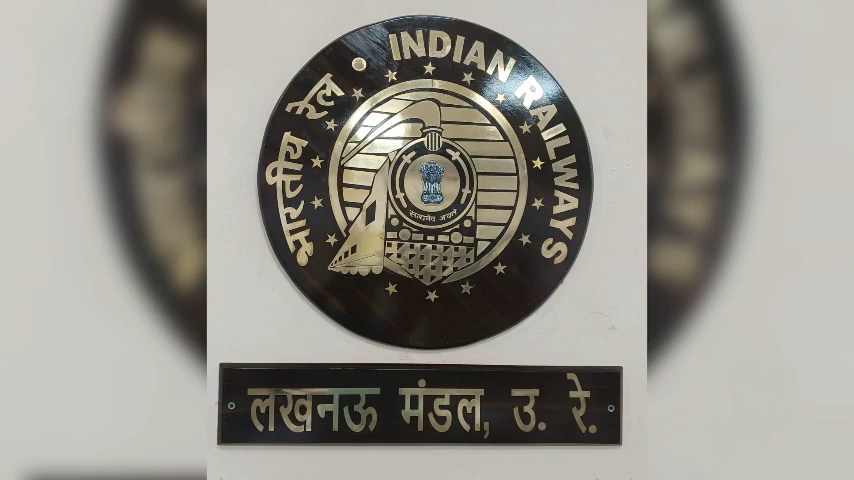 भारतीय रेल • INDIAN RAILWAYS
सत्यमेव जयते
लखनऊ मंडल, उ. रे.